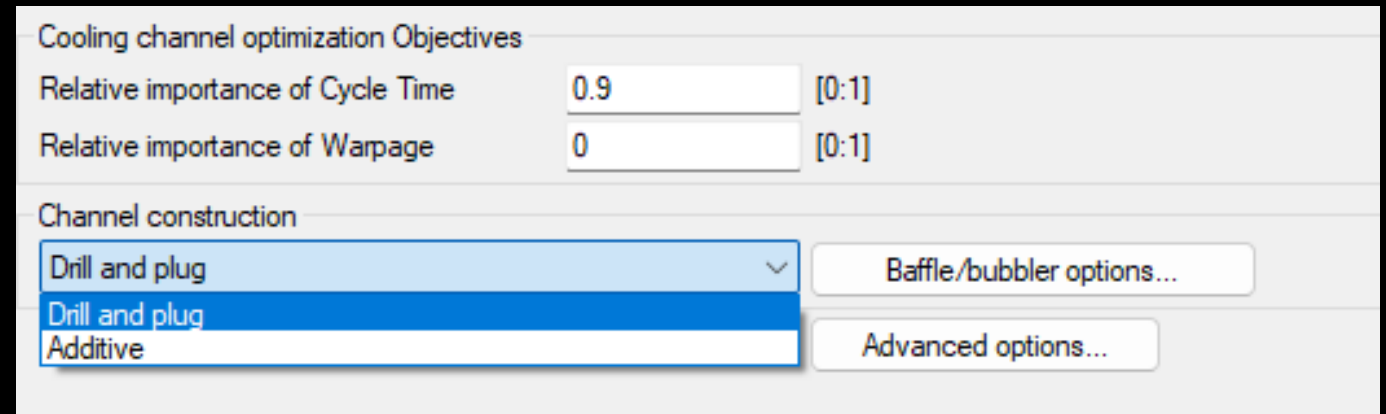 Cooling channel optimization Objectives
Relative importance of Cycle Time 0.9 [0:1]
Relative importance of Warpage 0 [0:1]
Channel construction
Drill and plug Baffle/bubbler options...
Drill and plug
Additive Advanced options...